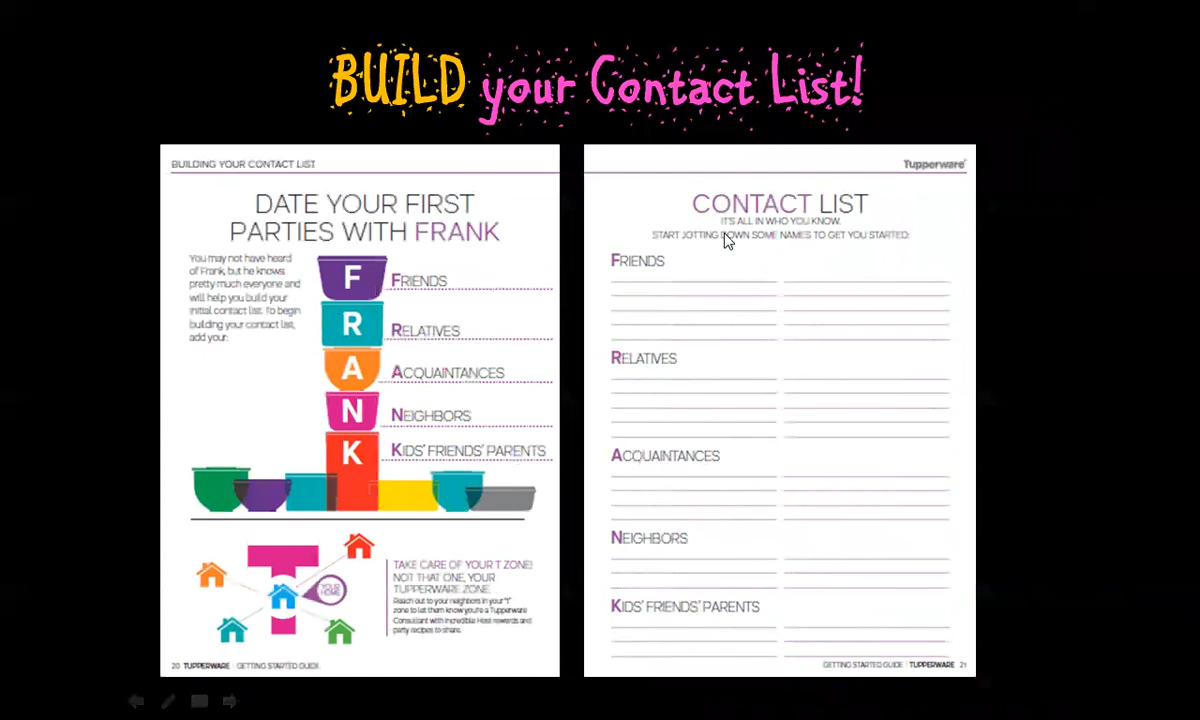 BUILD your Contact List!
BUILDING YOUR CONTACT LIST
DATE YOUR FIRST
PARTIES WITH FRANK
You may not have heard
of Frank, but he knows
pretty much everyone and
will help you build your
initial contact list. To begin
building your contact list,
add your:
F
FRIENDS
R
RELATIVES
A
ACQUAINTANCES
N
NEIGHBORS
K
KIDS' FRIENDS' PARENTS
T
YOUR
HOME
TAKE CARE OF YOUR T ZONE!
NOT THAT ONE, YOUR
TUPPERWARE ZONE.
Reach out to your neighbors in your "T"
zone to let them know you're a Tupperware
Consultant with incredible Host rewards and
party recipes to share.
20 TUPPERWARE | GETTING STARTED GUIDE
Tupperware®
CONTACT LIST
IT'S ALL IN WHO YOU KNOW.
START JOTTING DOWN SOME NAMES TO GET YOU STARTED:
FRIENDS
RELATIVES
ACQUAINTANCES
NEIGHBORS
KIDS' FRIENDS' PARENTS
GETTING STARTED GUIDE | TUPPERWARE 21